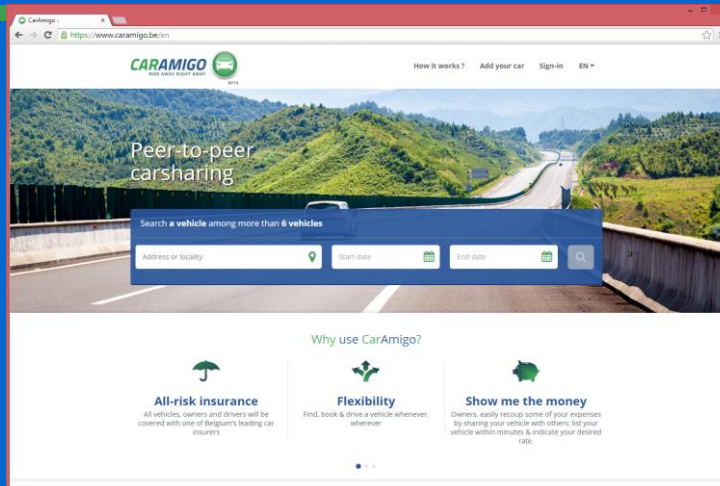 CarAmigo -
https://www.caramigo.be/en
CARAMIGO
RIDE AWAY RIGHT AWAY
BETA
How it works ? Add your car Sign-in EN
Peer-to-peer
carsharing
Search a vehicle among more than 6 vehicles
Address or locality Start date End date
Why use CarAmigo?
All-risk insurance
All vehicles, owners and drivers will be
covered with one of Belgium's leading car
insurers
Flexibility
Find, book & drive a vehicle whenever,
wherever
Show me the money
Owners, easily recoup some of your expenses
by sharing your vehicle with others: list your
vehicle within minutes & indicate your desired
rate.